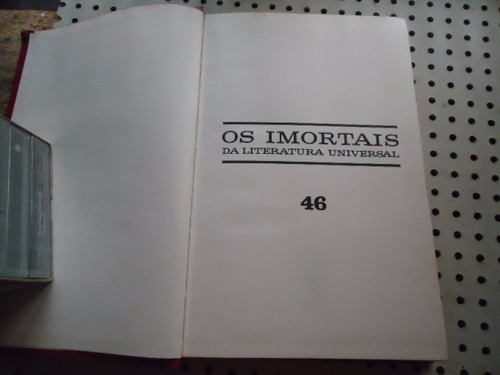 OS IMORTAIS
DA LITERATURA UNIVERSAL
46